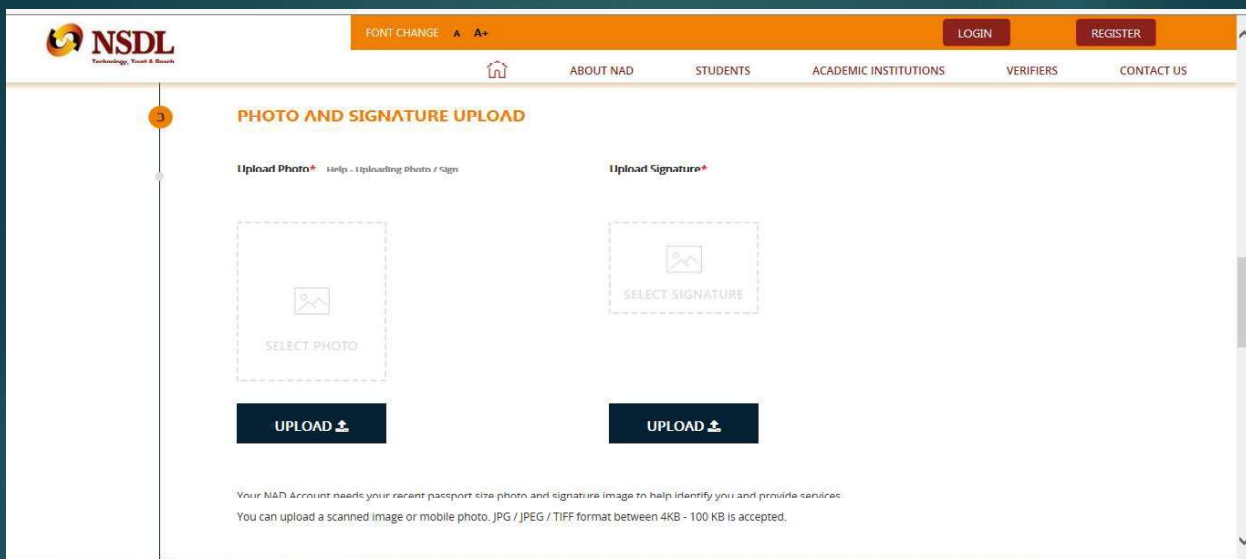 NSDL
Technology, Trust & Reach
FONT CHANGE A A+
LOGIN
REGISTER
ABOUT NAD
STUDENTS
ACADEMIC INSTITUTIONS
VERIFIERS
CONTACT US
3
PHOTO AND SIGNATURE UPLOAD
Upload Photo* Help - Uploading Photo / Sign
Upload Signature*
SELECT PHOTO
SELECT SIGNATURE
UPLOAD
UPLOAD
Your NAD Account needs your recent passport size photo and signature image to help identify you and provide services.
You can upload a scanned image or mobile photo. JPG / JPEG / TIFF format between 4KB - 100 KB is accepted.